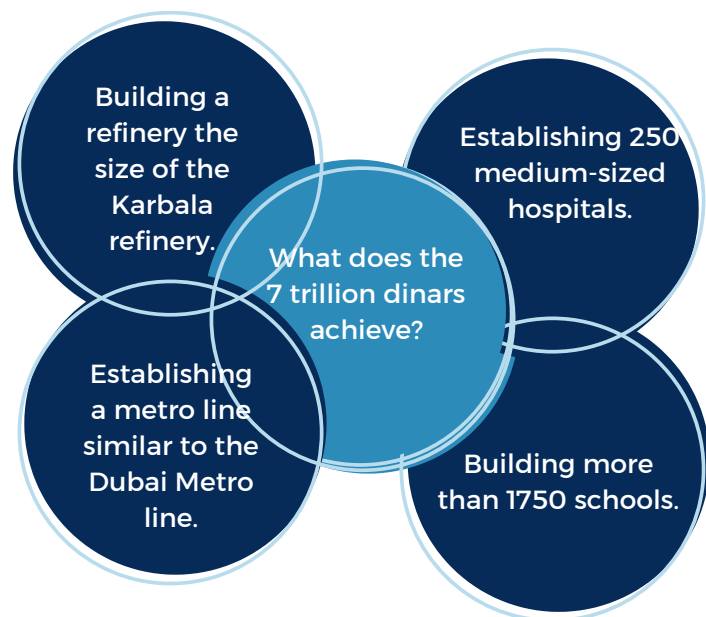 Building a
refinery the
size of the
Karbala
refinery.
Establishing 250
medium-sized
hospitals.
What does the
7 trillion dinars
achieve?
Establishing
a metro line
similar to the
Dubai Metro
line.
Building more
than 1750 schools.